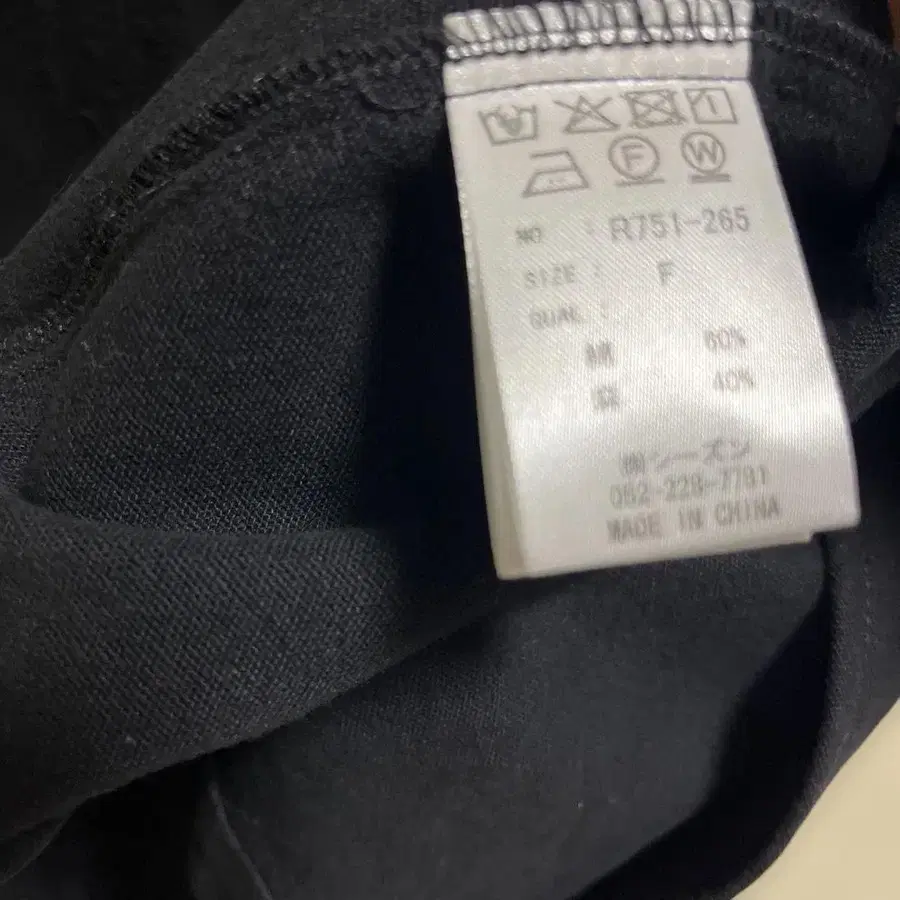 F W
NO : R751-265
SIZE : F
QUAL :
綿 60%
麻 40%
㈱シーズン
052-228-7791
MADE IN CHINA